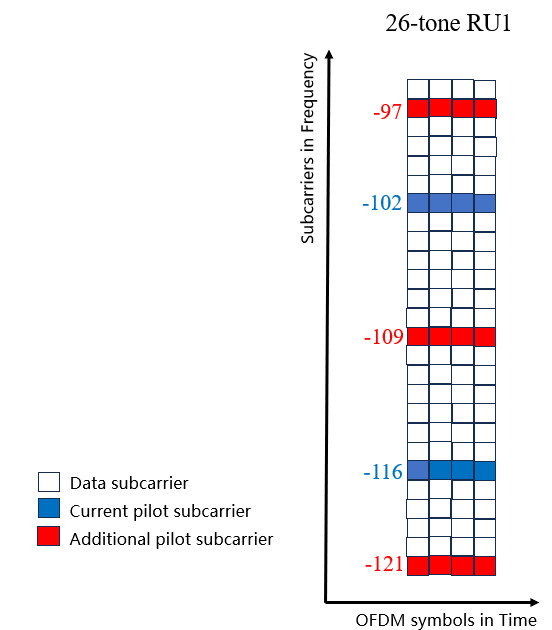 26-tone RU1
Subcarriers in Frequency
-97
-102
-109
-116
-121
Data subcarrier
Current pilot subcarrier
Additional pilot subcarrier
OFDM symbols in Time